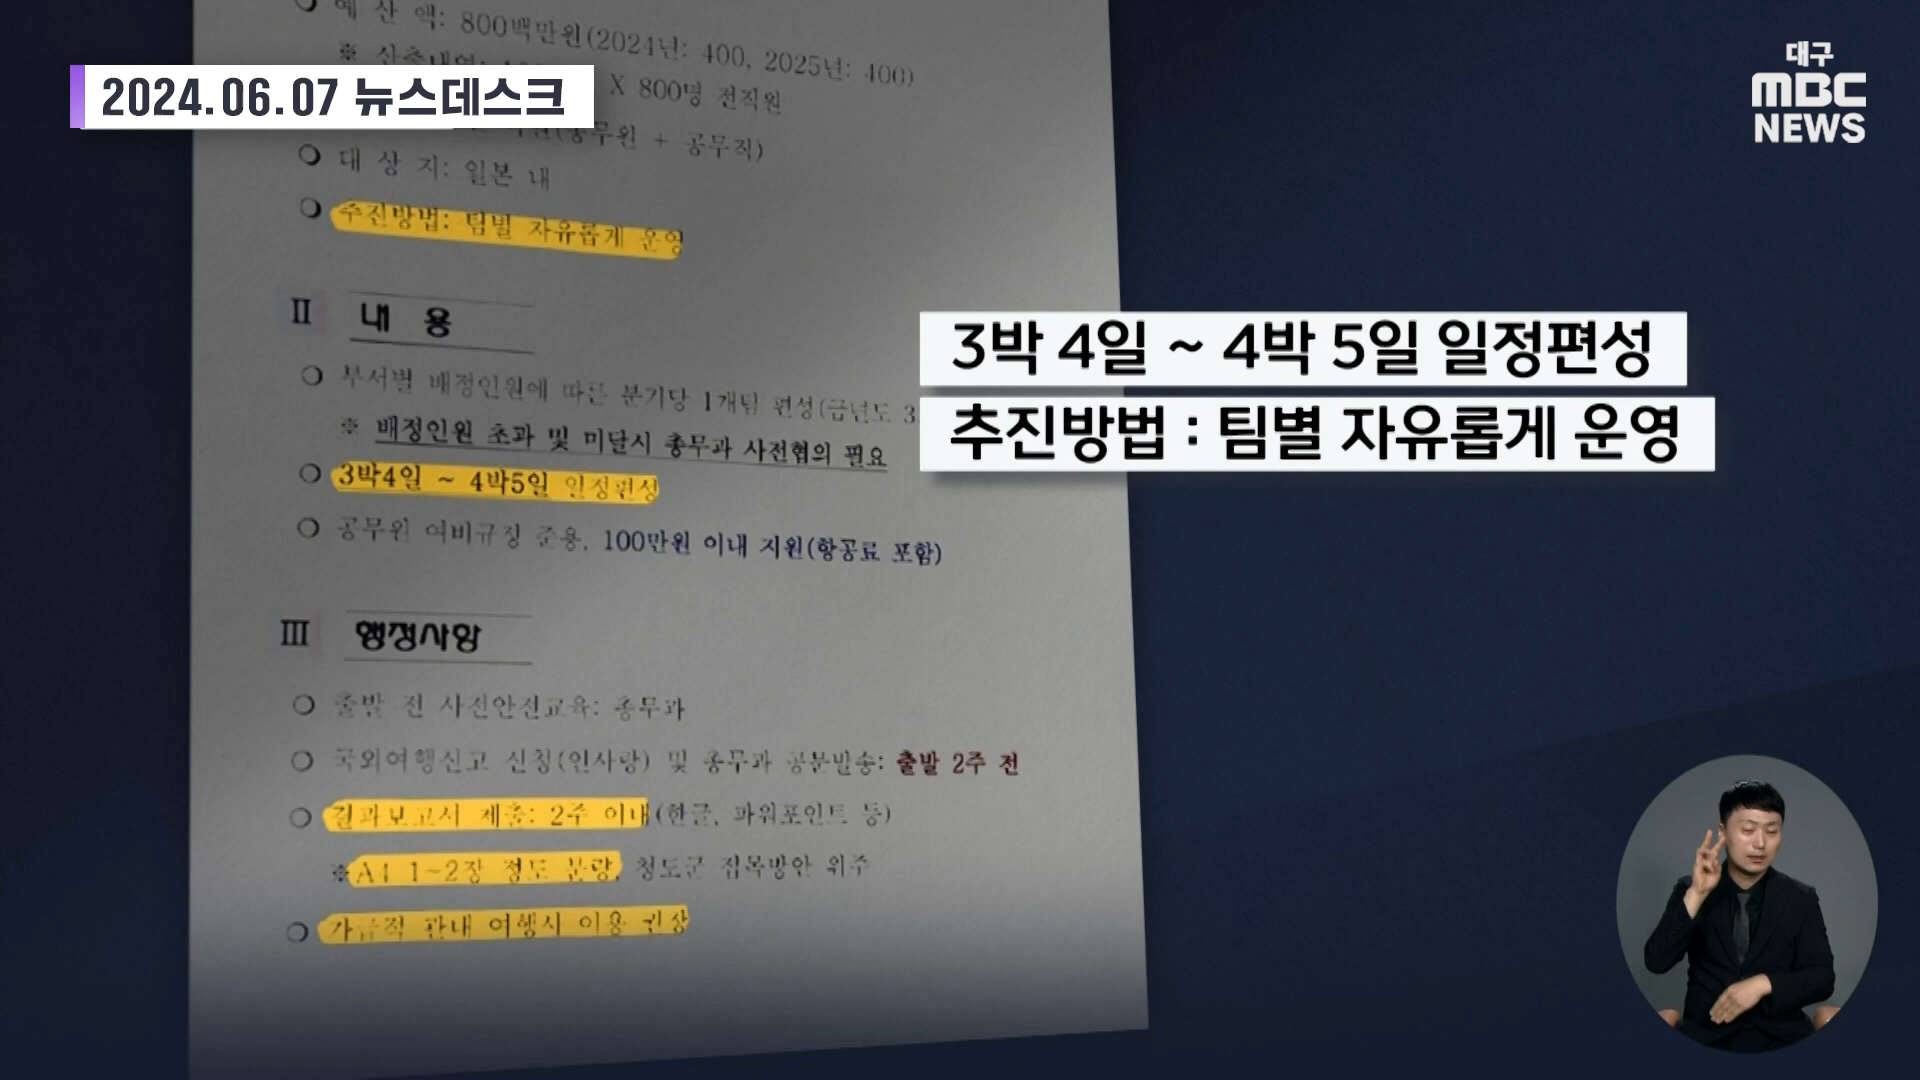 예 산 액: 800백만원(2024년: 400, 2025년: 400)
※ 산출내역:
X 800명 전직원
2024.06.07 뉴스데스크
(공무원 + 공무직)
대구
MBC
NEWS
❍ 대 상 지: 일본 내
❍ 추진방법: 팀별 자유롭게 운영
Ⅱ 내 용
3박 4일 ~ 4박 5일 일정편성
❍ 부서별 배정인원에 따른 분기당 1개팀 편성(금년도 3
추진방법 : 팀별 자유롭게 운영
※ 배정인원 초과 및 미달시 총무과 사전협의 필요
❍ 3박4일 ~ 4박5일 일정편성
❍ 공무원 여비규정 준용, 100만원 이내 지원(항공료 포함)
Ⅲ 행정사항
❍ 출발 전 사전안전교육: 총무과
❍ 국외여행신고 신청(인사랑) 및 총무과 공문발송: 출발 2주 전
❍ 결과보고서 제출: 2주 이내(한글, 파워포인트 등)
※A4 1~2장 정도 분량, 청도군 접목방안 위주
❍ 가급적 관내 여행사 이용 권장